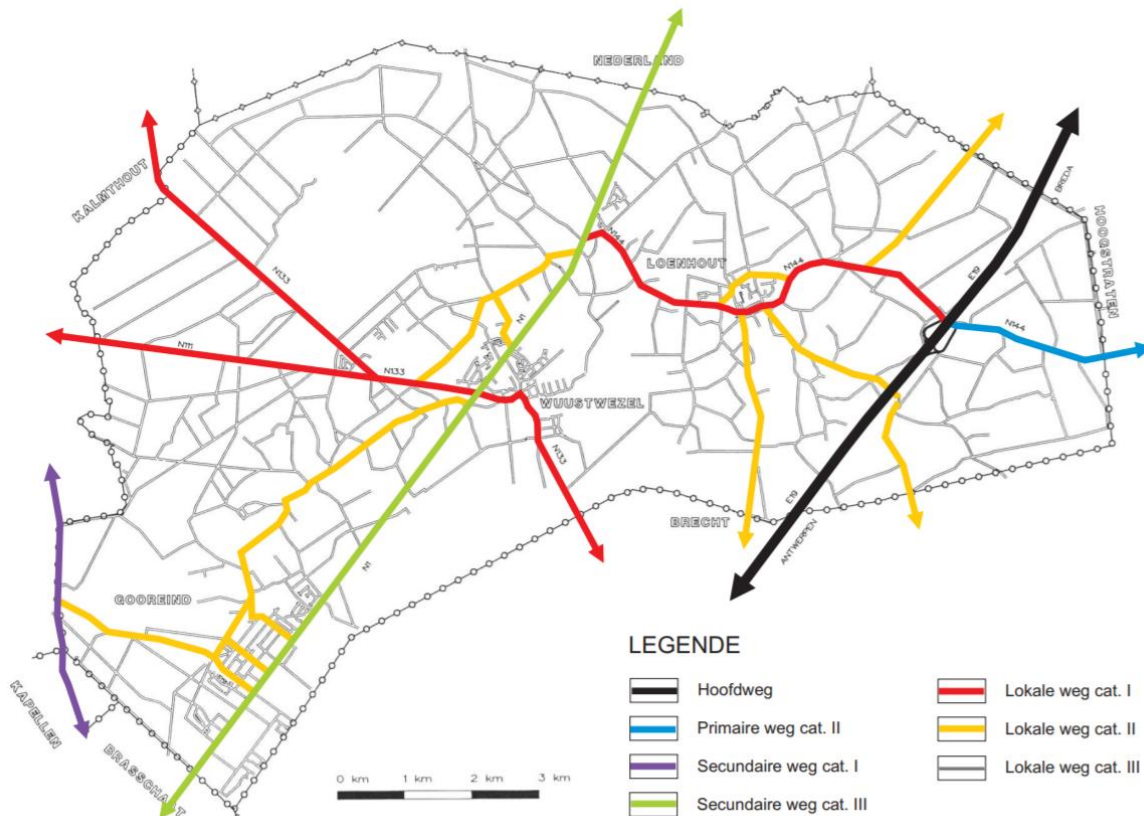 NEDERLAND
KALMTHOUT
BREDA
HOOGSTRATEN
N144
LOENHOUT
N144
E19
N133
N1
N144
N111
N133
WUUSTWEZEL
N133
E19
BRECHT
ANTWERPEN
N1
GOOREIND
KAPELLEN
BRASSCHAAT
LEGENDE
Hoofdweg
Primaire weg cat. II
Secundaire weg cat. I
Secundaire weg cat. III
Lokale weg cat. I
Lokale weg cat. II
Lokale weg cat. III
0 km 1 km 2 km 3 km